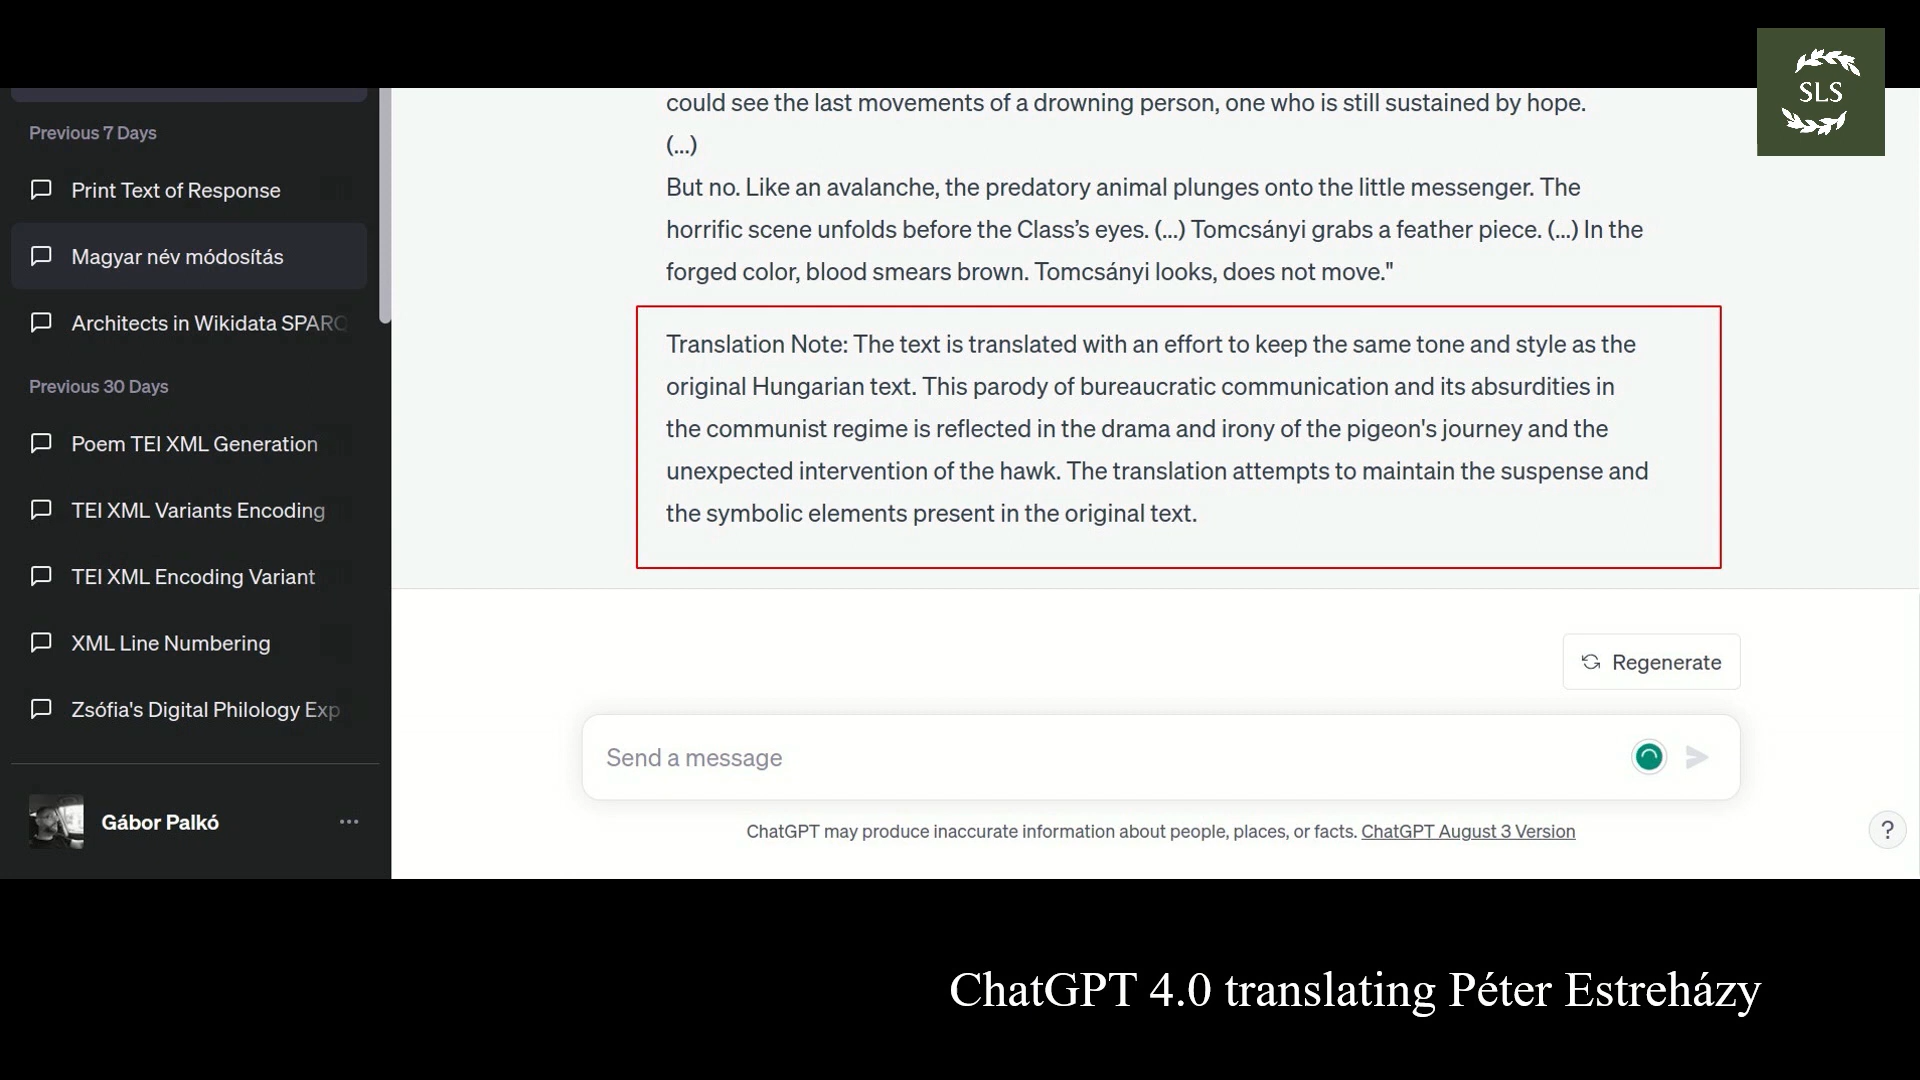 SLS
Previous 7 Days
Print Text of Response
Magyar név módosítás
Architects in Wikidata SPARQ
Previous 30 Days
Poem TEI XML Generation
TEI XML Variants Encoding
TEI XML Encoding Variant
XML Line Numbering
Zsófia's Digital Philology Exp
Gábor Palkó
could see the last movements of a drowning person, one who is still sustained by hope.
(...)
But no. Like an avalanche, the predatory animal plunges onto the little messenger. The
horrific scene unfolds before the Class’s eyes. (...) Tomcsányi grabs a feather piece. (...) In the
forged color, blood smears brown. Tomcsányi looks, does not move."
Translation Note: The text is translated with an effort to keep the same tone and style as the
original Hungarian text. This parody of bureaucratic communication and its absurdities in
the communist regime is reflected in the drama and irony of the pigeon's journey and the
unexpected intervention of the hawk. The translation attempts to maintain the suspense and
the symbolic elements present in the original text.
Regenerate
Send a message
ChatGPT may produce inaccurate information about people, places, or facts. ChatGPT August 3 Version
?
ChatGPT 4.0 translating Péter Estreházy